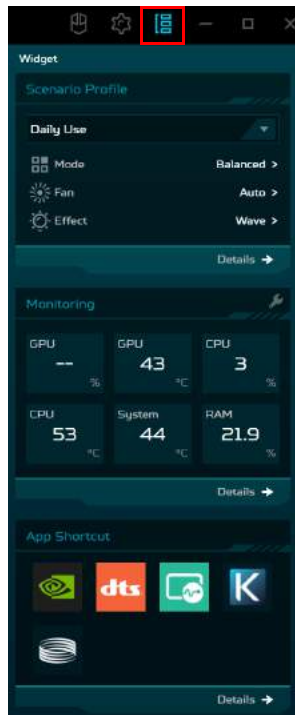 Widget
Scenario Profile
Daily Use
Mode Balanced >
Fan Auto >
Effect Wave >
Details →
Monitoring
GPU GPU CPU
-- 43 3
% °C %
CPU System RAM
53 44 21.9
°C °C %
Details →
App Shortcut
dts K
Details →